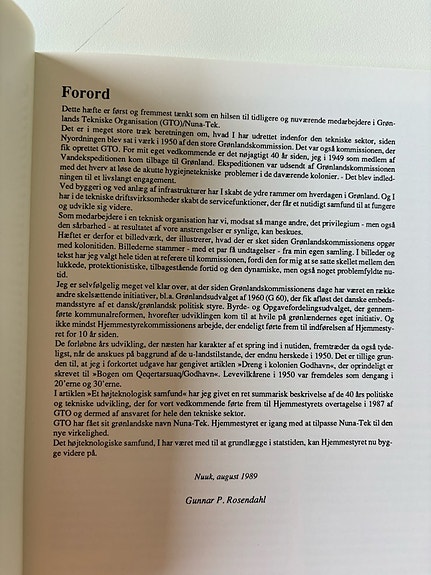 Forord
Dette hæfte er først og fremmest tænkt som en hilsen til tidligere og nuværende medarbejdere i Grøn-
lands Tekniske Organisation (GTO)/Nuna-Tek.
Det er i meget store træk beretningen om, hvad I har udrettet indenfor den tekniske sektor, siden
Nyordningen blev sat i værk i 1950 af den store Grønlandskommission. Det var også kommissionen, der
fik oprettet GTO. For mit eget vedkommende er det nøjagtigt 40 år siden, jeg i 1949 som medlem af
Vandekspeditionen kom tilbage til Grønland. Ekspeditionen var udsendt af Grønlandskommissionen
med det hverv at løse de akutte hygiejnetekniske problemer i de daværende kolonier. - Det blev indled-
ningen til et livslangt engagement.
Ved byggeri og ved anlæg af infrastrukturer har I skabt de ydre rammer om hverdagen i Grønland. Og I
har i de tekniske driftsvirksomheder skabt de servicefunktioner, der får et nutidigt samfund til at fungere
og udvikle sig videre.
Som medarbejdere i en teknisk organisation har vi, modsat så mange andre, det privilegium - men også
den sårbarhed - at resultatet af vore anstrengelser er synlige, kan beskues.
Hæftet er derfor et billedværk, der illustrerer, hvad der er sket siden Grønlandskommissionens opgør
med kolonitiden. Billederne stammer - med et par få undtagelser - fra min egen samling. I billeder og
tekst har jeg valgt hele tiden at referere til kommissionen, fordi den for mig at se satte skellet mellem den
lukkede, protektionistiske, tilbagestående fortid og den dynamiske, men også noget problemfyldte nu-
tid.
Jeg er selvfølgelig meget vel klar over, at der siden Grønlandskommissionens dage har været en række
andre skelsættende initiativer, bl.a. Grønlandsudvalget af 1960 (G 60), der fik afløst det danske embeds-
mandsstyre af et dansk/grønlandsk politisk styre. Byrde- og Opgavefordelingsudvalget, der gennem-
førte kommunalreformen, hvorefter udviklingen kom til at hvile på grønlændernes eget initiativ. Og
ikke mindst Hjemmestyrekommissionens arbejde, der endeligt førte frem til indførelsen af Hjemmesty-
ret for 10 år siden.
De forløbne års udvikling, der næsten har karakter af et spring ind i nutiden, fremtræder da også tyde-
ligst, når de anskues på baggrund af de u-landstilstande, der endnu herskede i 1950. Det er tillige grun-
den til, at jeg i forkortet udgave har gengivet artiklen »Dreng i kolonien Godhavn«, der oprindeligt er
skrevet til »Bogen om Qeqertarsuaq/Godhavn«. Levevilkårene i 1950 var fremdeles som dengang i
20'erne og 30'erne.
I artiklen »Et højteknologisk samfund« har jeg givet en ret summarisk beskrivelse af de 40 års politiske
og tekniske udvikling, der for vort vedkommende førte frem til Hjemmestyrets overtagelse i 1987 af
GTO og dermed af ansvaret for hele den tekniske sektor.
GTO har fået sit grønlandske navn Nuna-Tek. Hjemmestyret er igang med at tilpasse Nuna-Tek til den
nye virkelighed.
Det højteknologiske samfund, I har været med til at grundlægge i statstiden, kan Hjemmestyret nu byg-
ge videre på.
Nuuk, august 1989
Gunnar P. Rosendahl